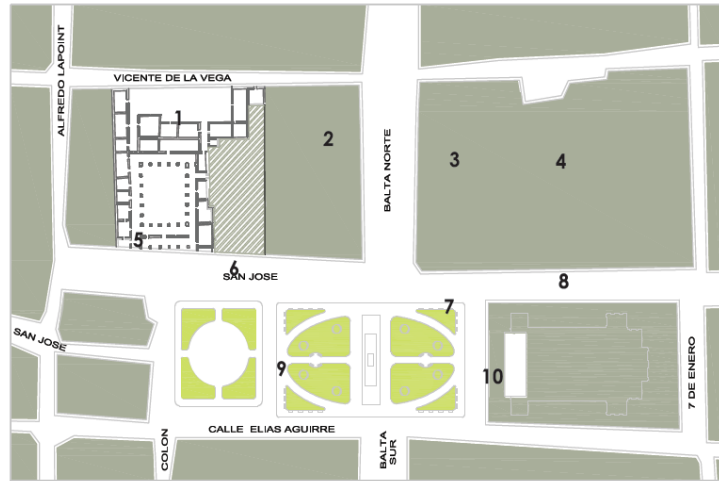 ALFREDO LAPOINT
VICENTE DE LA VEGA
1
2
BALTA NORTE
3
4
5
6
SAN JOSE
7
8
SAN JOSE
9
10
7 DE ENERO
COLON
CALLE ELIAS AGUIRRE
BALTA
SUR